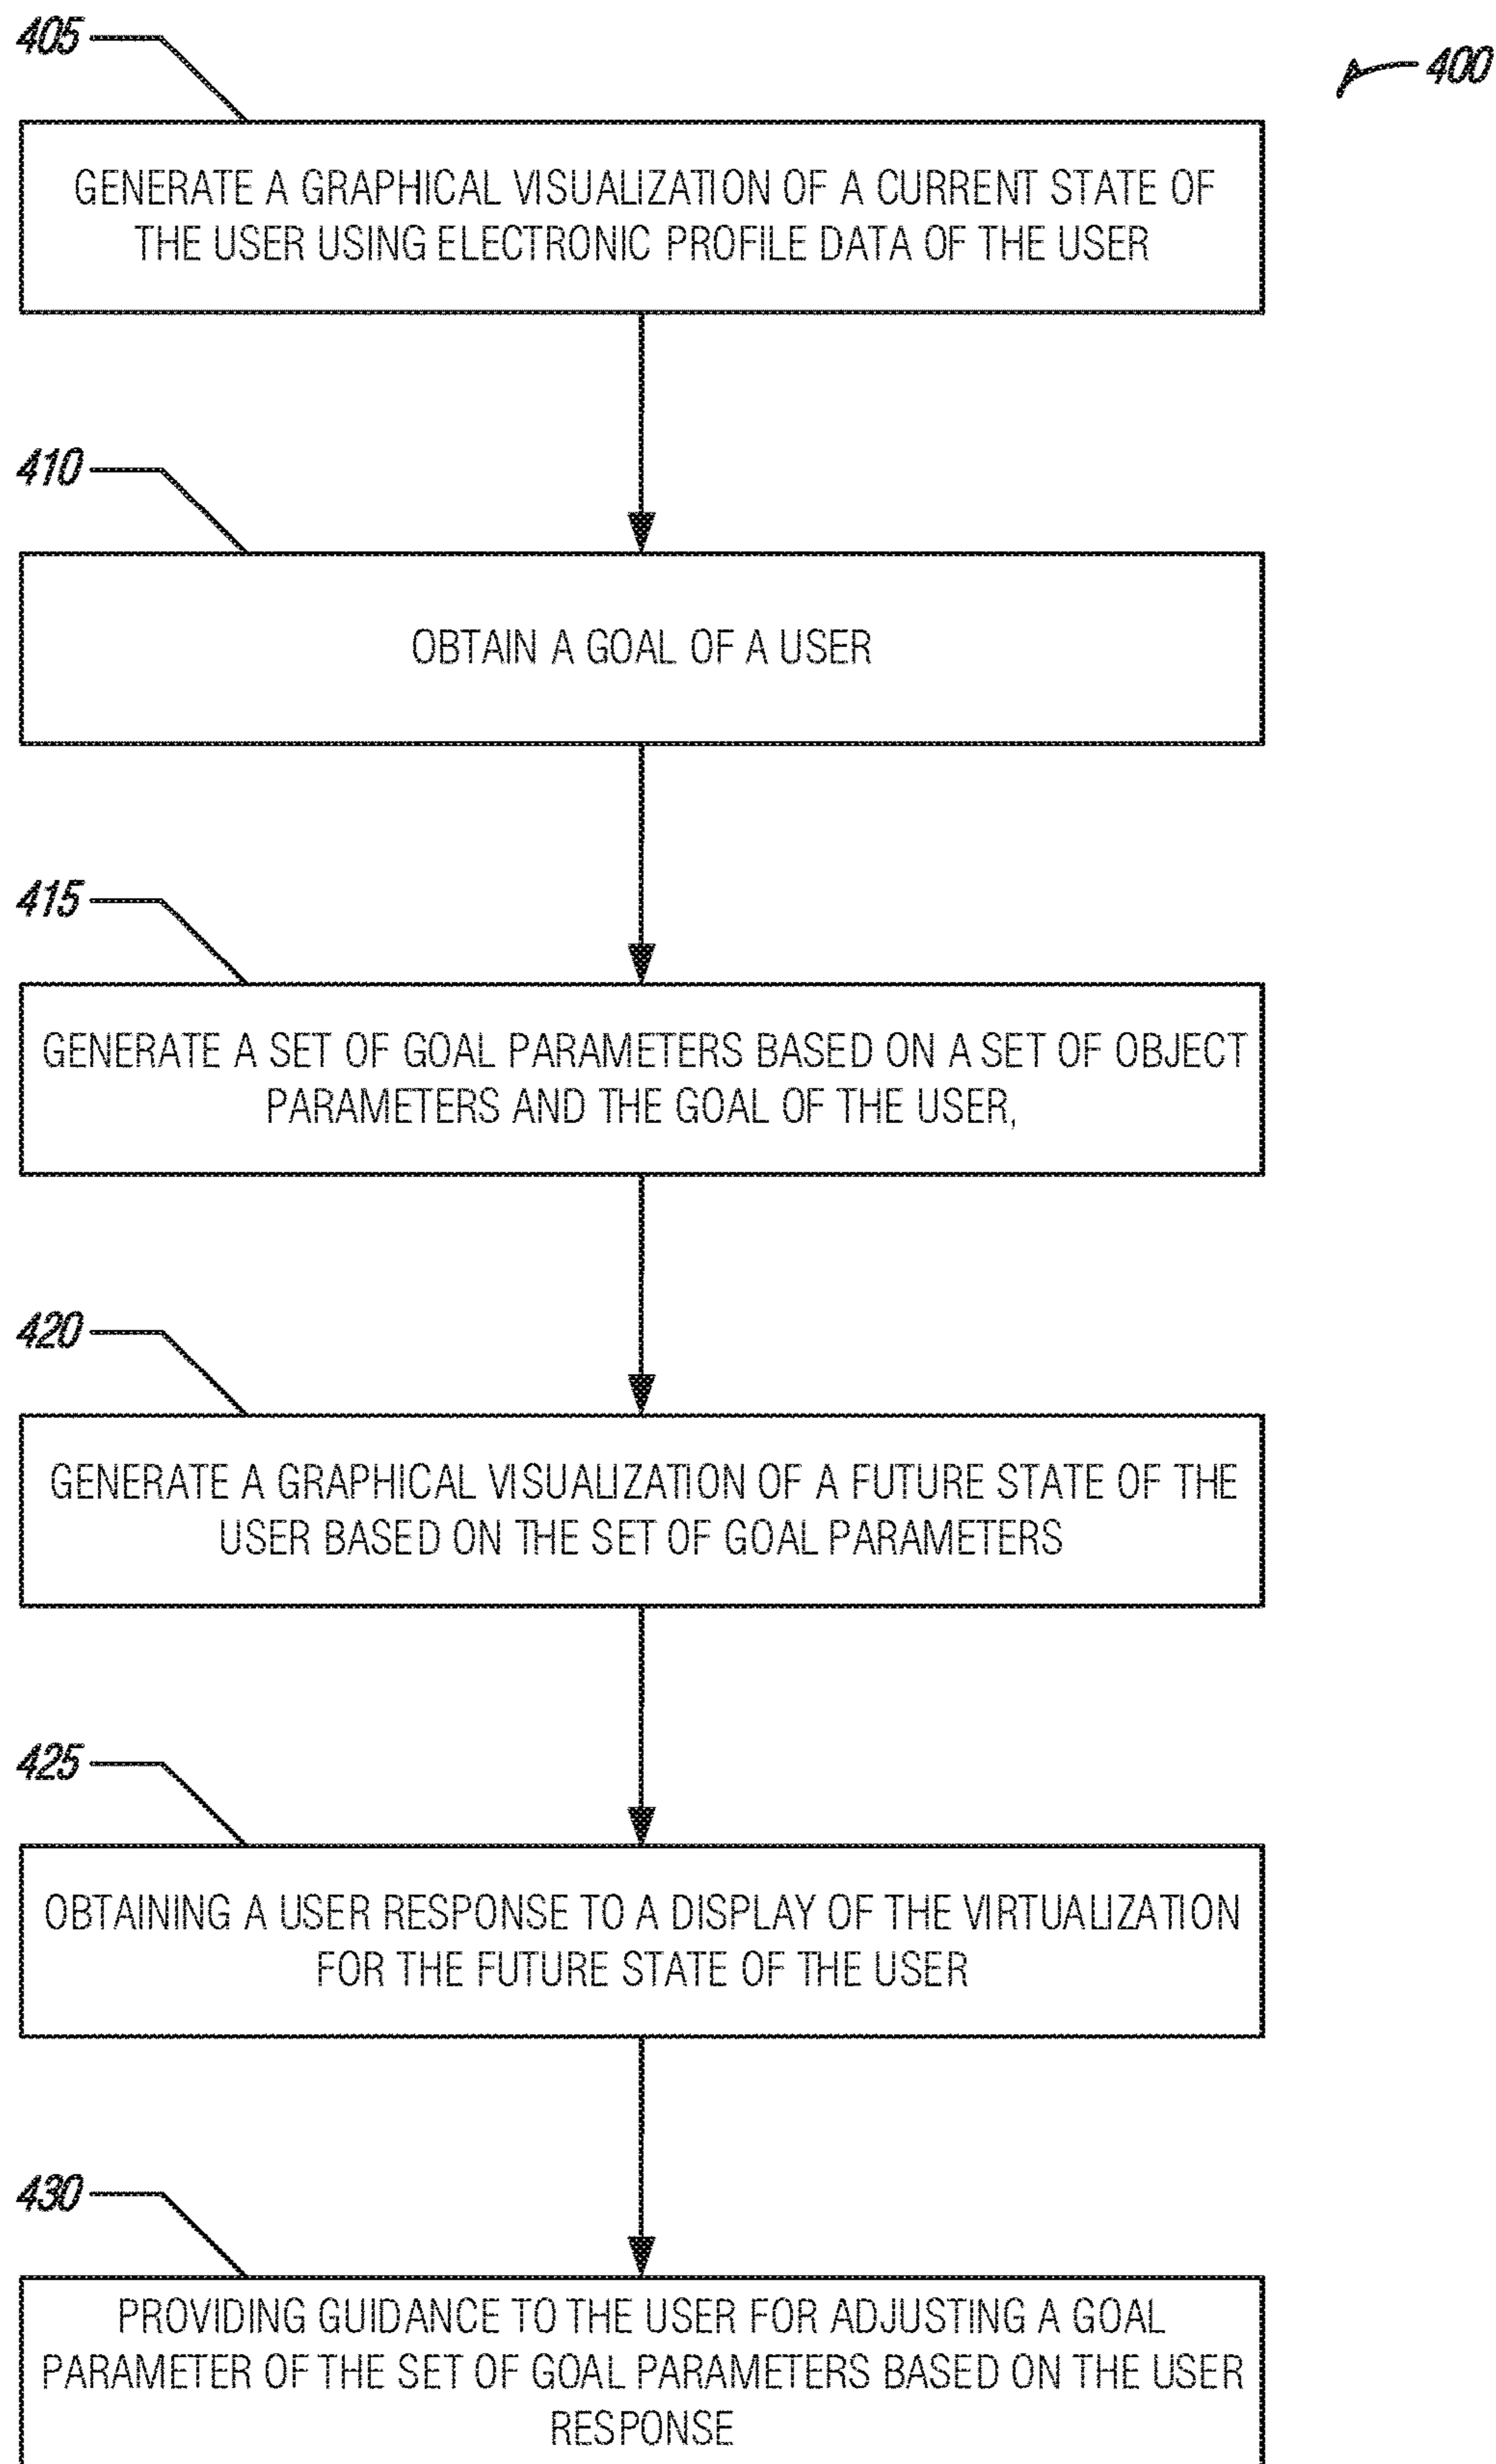 405
400
GENERATE A GRAPHICAL VISUALIZATION OF A CURRENT STATE OF
THE USER USING ELECTRONIC PROFILE DATA OF THE USER
410
OBTAIN A GOAL OF A USER
415
GENERATE A SET OF GOAL PARAMETERS BASED ON A SET OF OBJECT
PARAMETERS AND THE GOAL OF THE USER,
420
GENERATE A GRAPHICAL VISUALIZATION OF A FUTURE STATE OF THE
USER BASED ON THE SET OF GOAL PARAMETERS
425
OBTAINING A USER RESPONSE TO A DISPLAY OF THE VIRTUALIZATION
FOR THE FUTURE STATE OF THE USER
430
PROVIDING GUIDANCE TO THE USER FOR ADJUSTING A GOAL
PARAMETER OF THE SET OF GOAL PARAMETERS BASED ON THE USER
RESPONSE